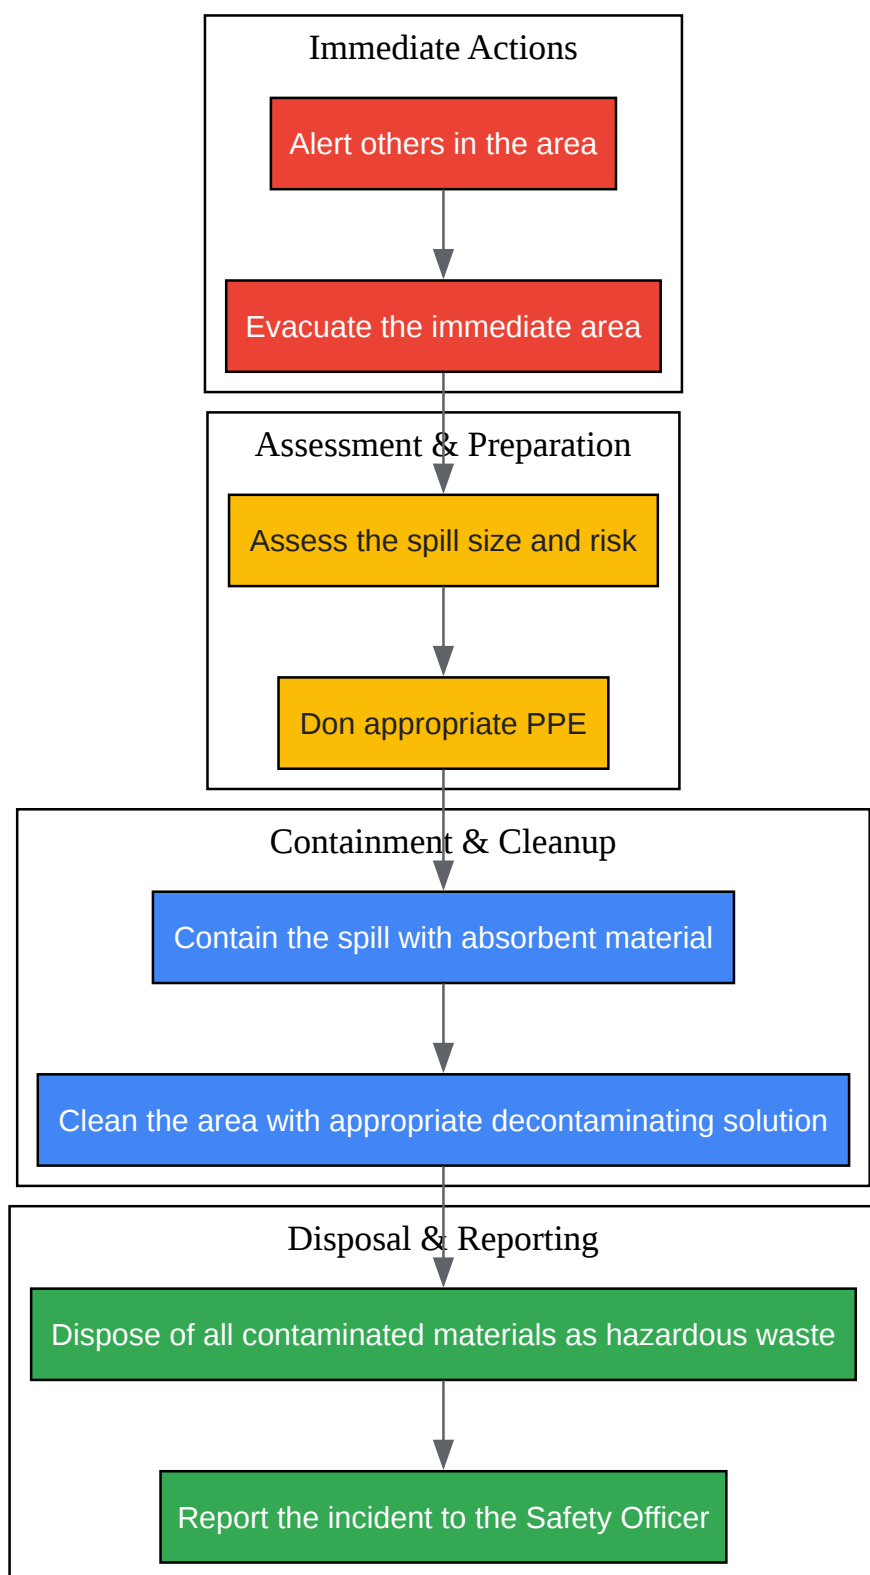 Immediate Actions
Alert others in the area
Evacuate the immediate area
Assessment & Preparation
Assess the spill size and risk
Don appropriate PPE
Containment & Cleanup
Contain the spill with absorbent material
Clean the area with appropriate decontaminating solution
Disposal & Reporting
Dispose of all contaminated materials as hazardous waste
Report the incident to the Safety Officer